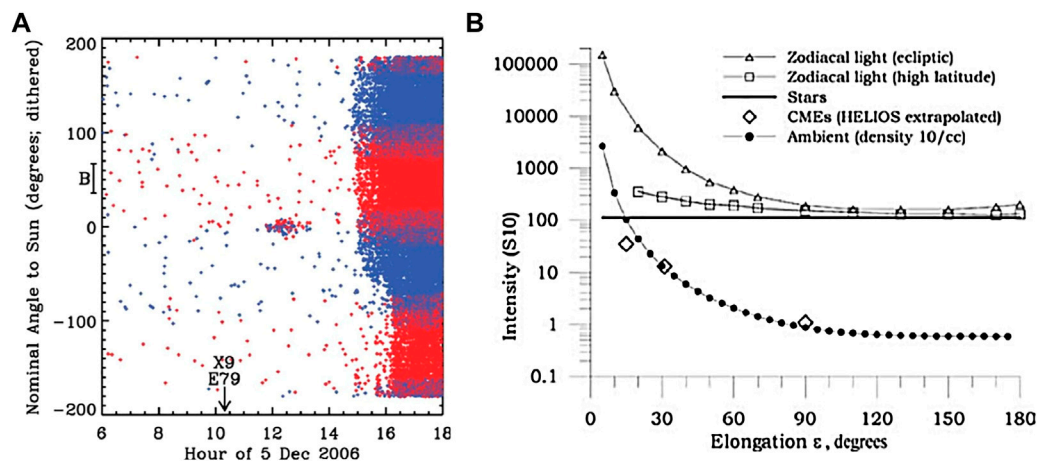 A
Nominal Angle to Sun (degrees; dithered)
200
100
0
−100
−200
B
X9
E79
6
8
10
12
14
16
18
Hour of 5 Dec 2006
B
Intensity (S10)
100000
10000
1000
100
10
1
0.1
Zodiacal light (ecliptic)
Zodiacal light (high latitude)
Stars
CMEs (HELIOS extrapolated)
Ambient (density 10/cc)
0
30
60
90
120
150
180
Elongation ε, degrees